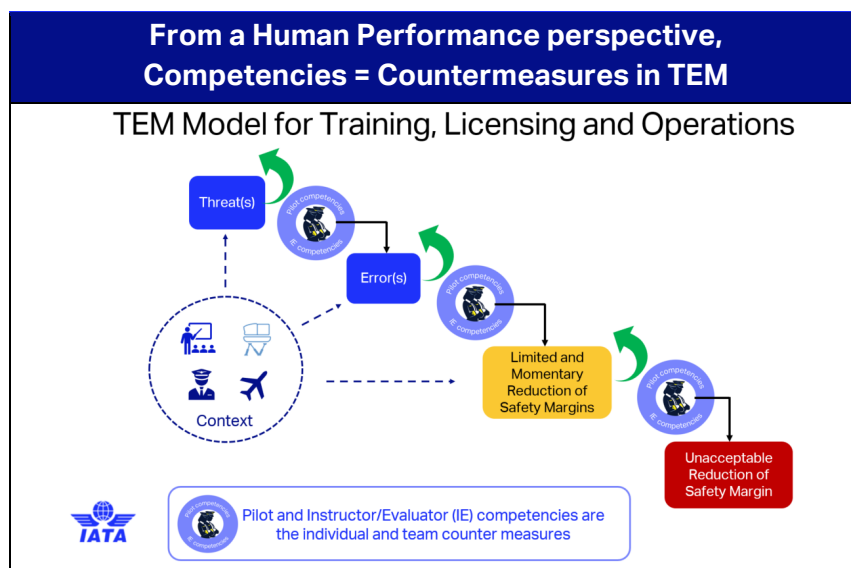 From a Human Performance perspective,
Competencies = Countermeasures in TEM
TEM Model for Training, Licensing and Operations
Threat(s)
Pilot competencies
IE competencies
Error(s)
Pilot competencies
IE competencies
Limited and
Momentary
Reduction of
Safety Margins
Pilot competencies
IE competencies
Unacceptable
Reduction of
Safety Margin
Context
IATA
Pilot competencies
IE competencies
Pilot and Instructor/Evaluator (IE) competencies are
the individual and team counter measures